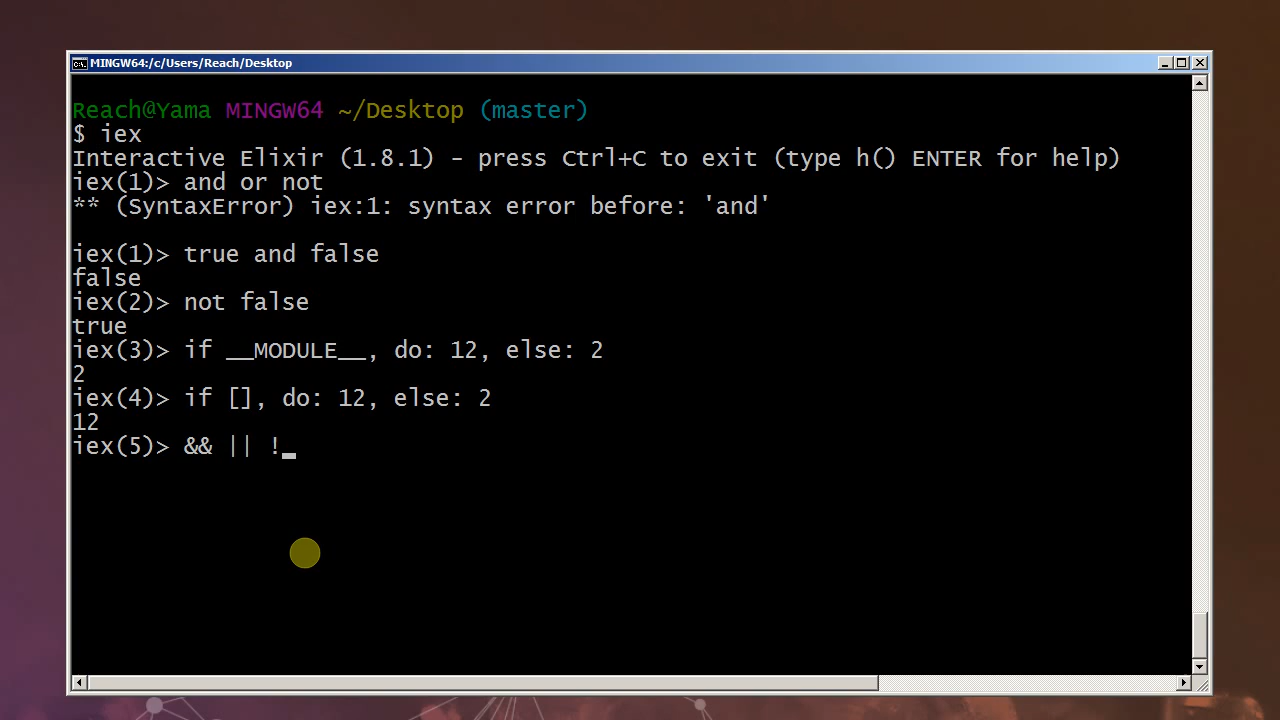 MINGW64:/c/Users/Reach/Desktop
Reach@Yama MINGW64 ~/Desktop (master)
$ iex
Interactive Elixir (1.8.1) - press Ctrl+C to exit (type h() ENTER for help)
iex(1)> and or not
** (SyntaxError) iex:1: syntax error before: 'and'
iex(1)> true and false
false
iex(2)> not false
true
iex(3)> if __MODULE__, do: 12, else: 2
2
iex(4)> if [], do: 12, else: 2
12
iex(5)> && || !